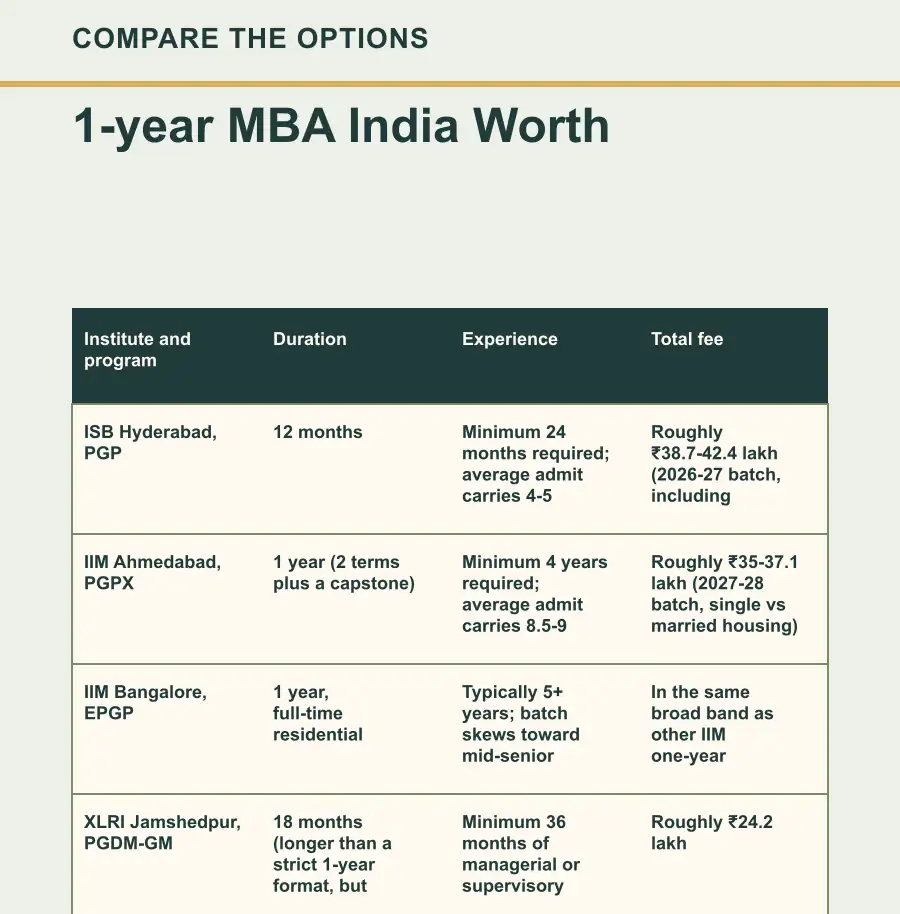 COMPARE THE OPTIONS
1-year MBA India Worth
Institute and
program
Duration
Experience
Total fee
ISB Hyderabad,
PGP
12 months
Minimum 24
months required;
average admit
carries 4-5
Roughly
₹38.7-42.4 lakh
(2026-27 batch,
including
IIM Ahmedabad,
PGPX
1 year (2 terms
plus a capstone)
Minimum 4 years
required;
average admit
carries 8.5-9
Roughly ₹35-37.1
lakh (2027-28
batch, single vs
married housing)
IIM Bangalore,
EPGP
1 year,
full-time
residential
Typically 5+
years; batch
skews toward
mid-senior
In the same
broad band as
other IIM
one-year
XLRI Jamshedpur,
PGDM-GM
18 months
(longer than a
strict 1-year
format, but
Minimum 36
months of
managerial or
supervisory
Roughly ₹24.2
lakh